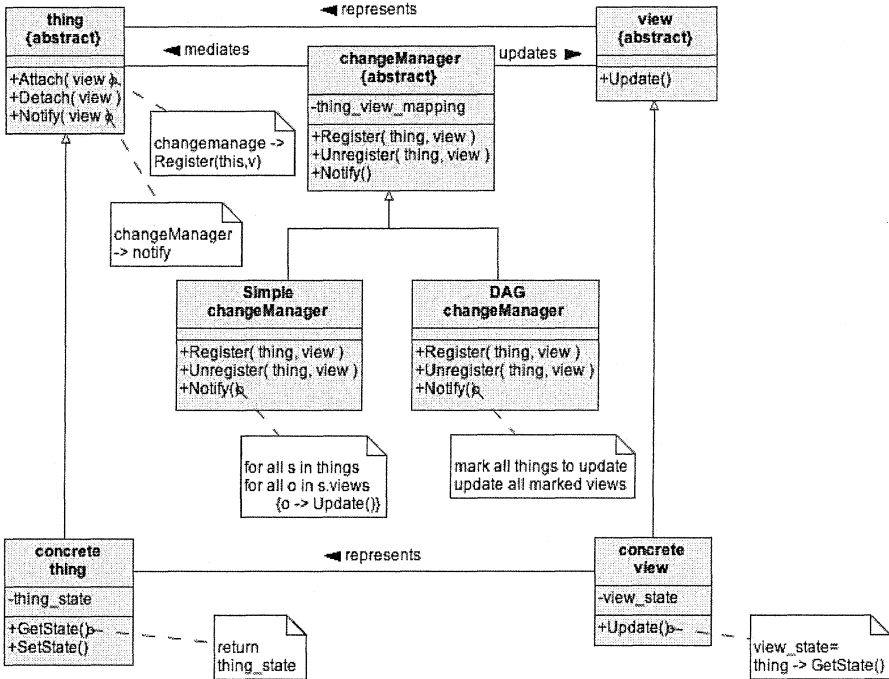 thing
{abstract}
+Attach( view )
+Detach( view )
+Notify( view )
◄ represents
view
{abstract}
+Update()
◄ mediates
changeManager
{abstract}
-thing_view_mapping
+Register( thing, view )
+Unregister( thing, view )
+Notify()
updates ►
changemanage ->
Register(this,v)
changeManager
-> notify
Simple
changeManager
+Register( thing, view )
+Unregister( thing, view )
+Notify()
DAG
changeManager
+Register( thing, view )
+Unregister( thing, view )
+Notify()
for all s in things
for all o in s.views
{o -> Update()}
mark all things to update
update all marked views
concrete
thing
-thing_state
+GetState()
+SetState()
◄ represents
concrete
view
-view_state
+Update()
return
thing_state
view_state=
thing -> GetState()